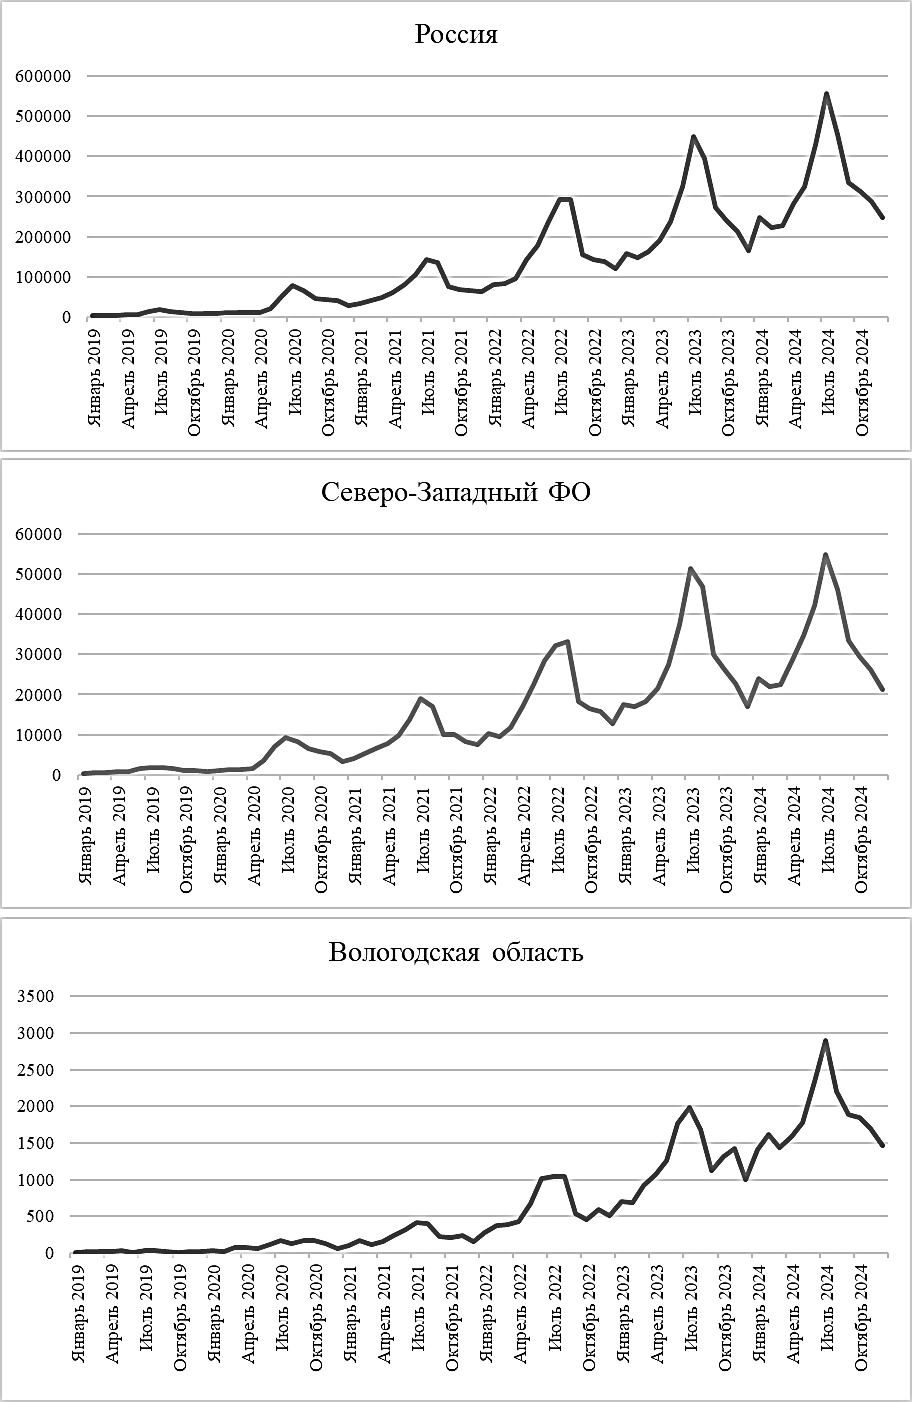 Россия
600000
500000
400000
300000
200000
100000
0
Январь 2019
Апрель 2019
Июль 2019
Октябрь 2019
Январь 2020
Апрель 2020
Июль 2020
Октябрь 2020
Январь 2021
Апрель 2021
Июль 2021
Октябрь 2021
Январь 2022
Апрель 2022
Июль 2022
Октябрь 2022
Январь 2023
Апрель 2023
Июль 2023
Октябрь 2023
Январь 2024
Апрель 2024
Июль 2024
Октябрь 2024
Северо-Западный ФО
60000
50000
40000
30000
20000
10000
0
Январь 2019
Апрель 2019
Июль 2019
Октябрь 2019
Январь 2020
Апрель 2020
Июль 2020
Октябрь 2020
Январь 2021
Апрель 2021
Июль 2021
Октябрь 2021
Январь 2022
Апрель 2022
Июль 2022
Октябрь 2022
Январь 2023
Апрель 2023
Июль 2023
Октябрь 2023
Январь 2024
Апрель 2024
Июль 2024
Октябрь 2024
Вологодская область
3500
3000
2500
2000
1500
1000
500
0
Январь 2019
Апрель 2019
Июль 2019
Октябрь 2019
Январь 2020
Апрель 2020
Июль 2020
Октябрь 2020
Январь 2021
Апрель 2021
Июль 2021
Октябрь 2021
Январь 2022
Апрель 2022
Июль 2022
Октябрь 2022
Январь 2023
Апрель 2023
Июль 2023
Октябрь 2023
Январь 2024
Апрель 2024
Июль 2024
Октябрь 2024